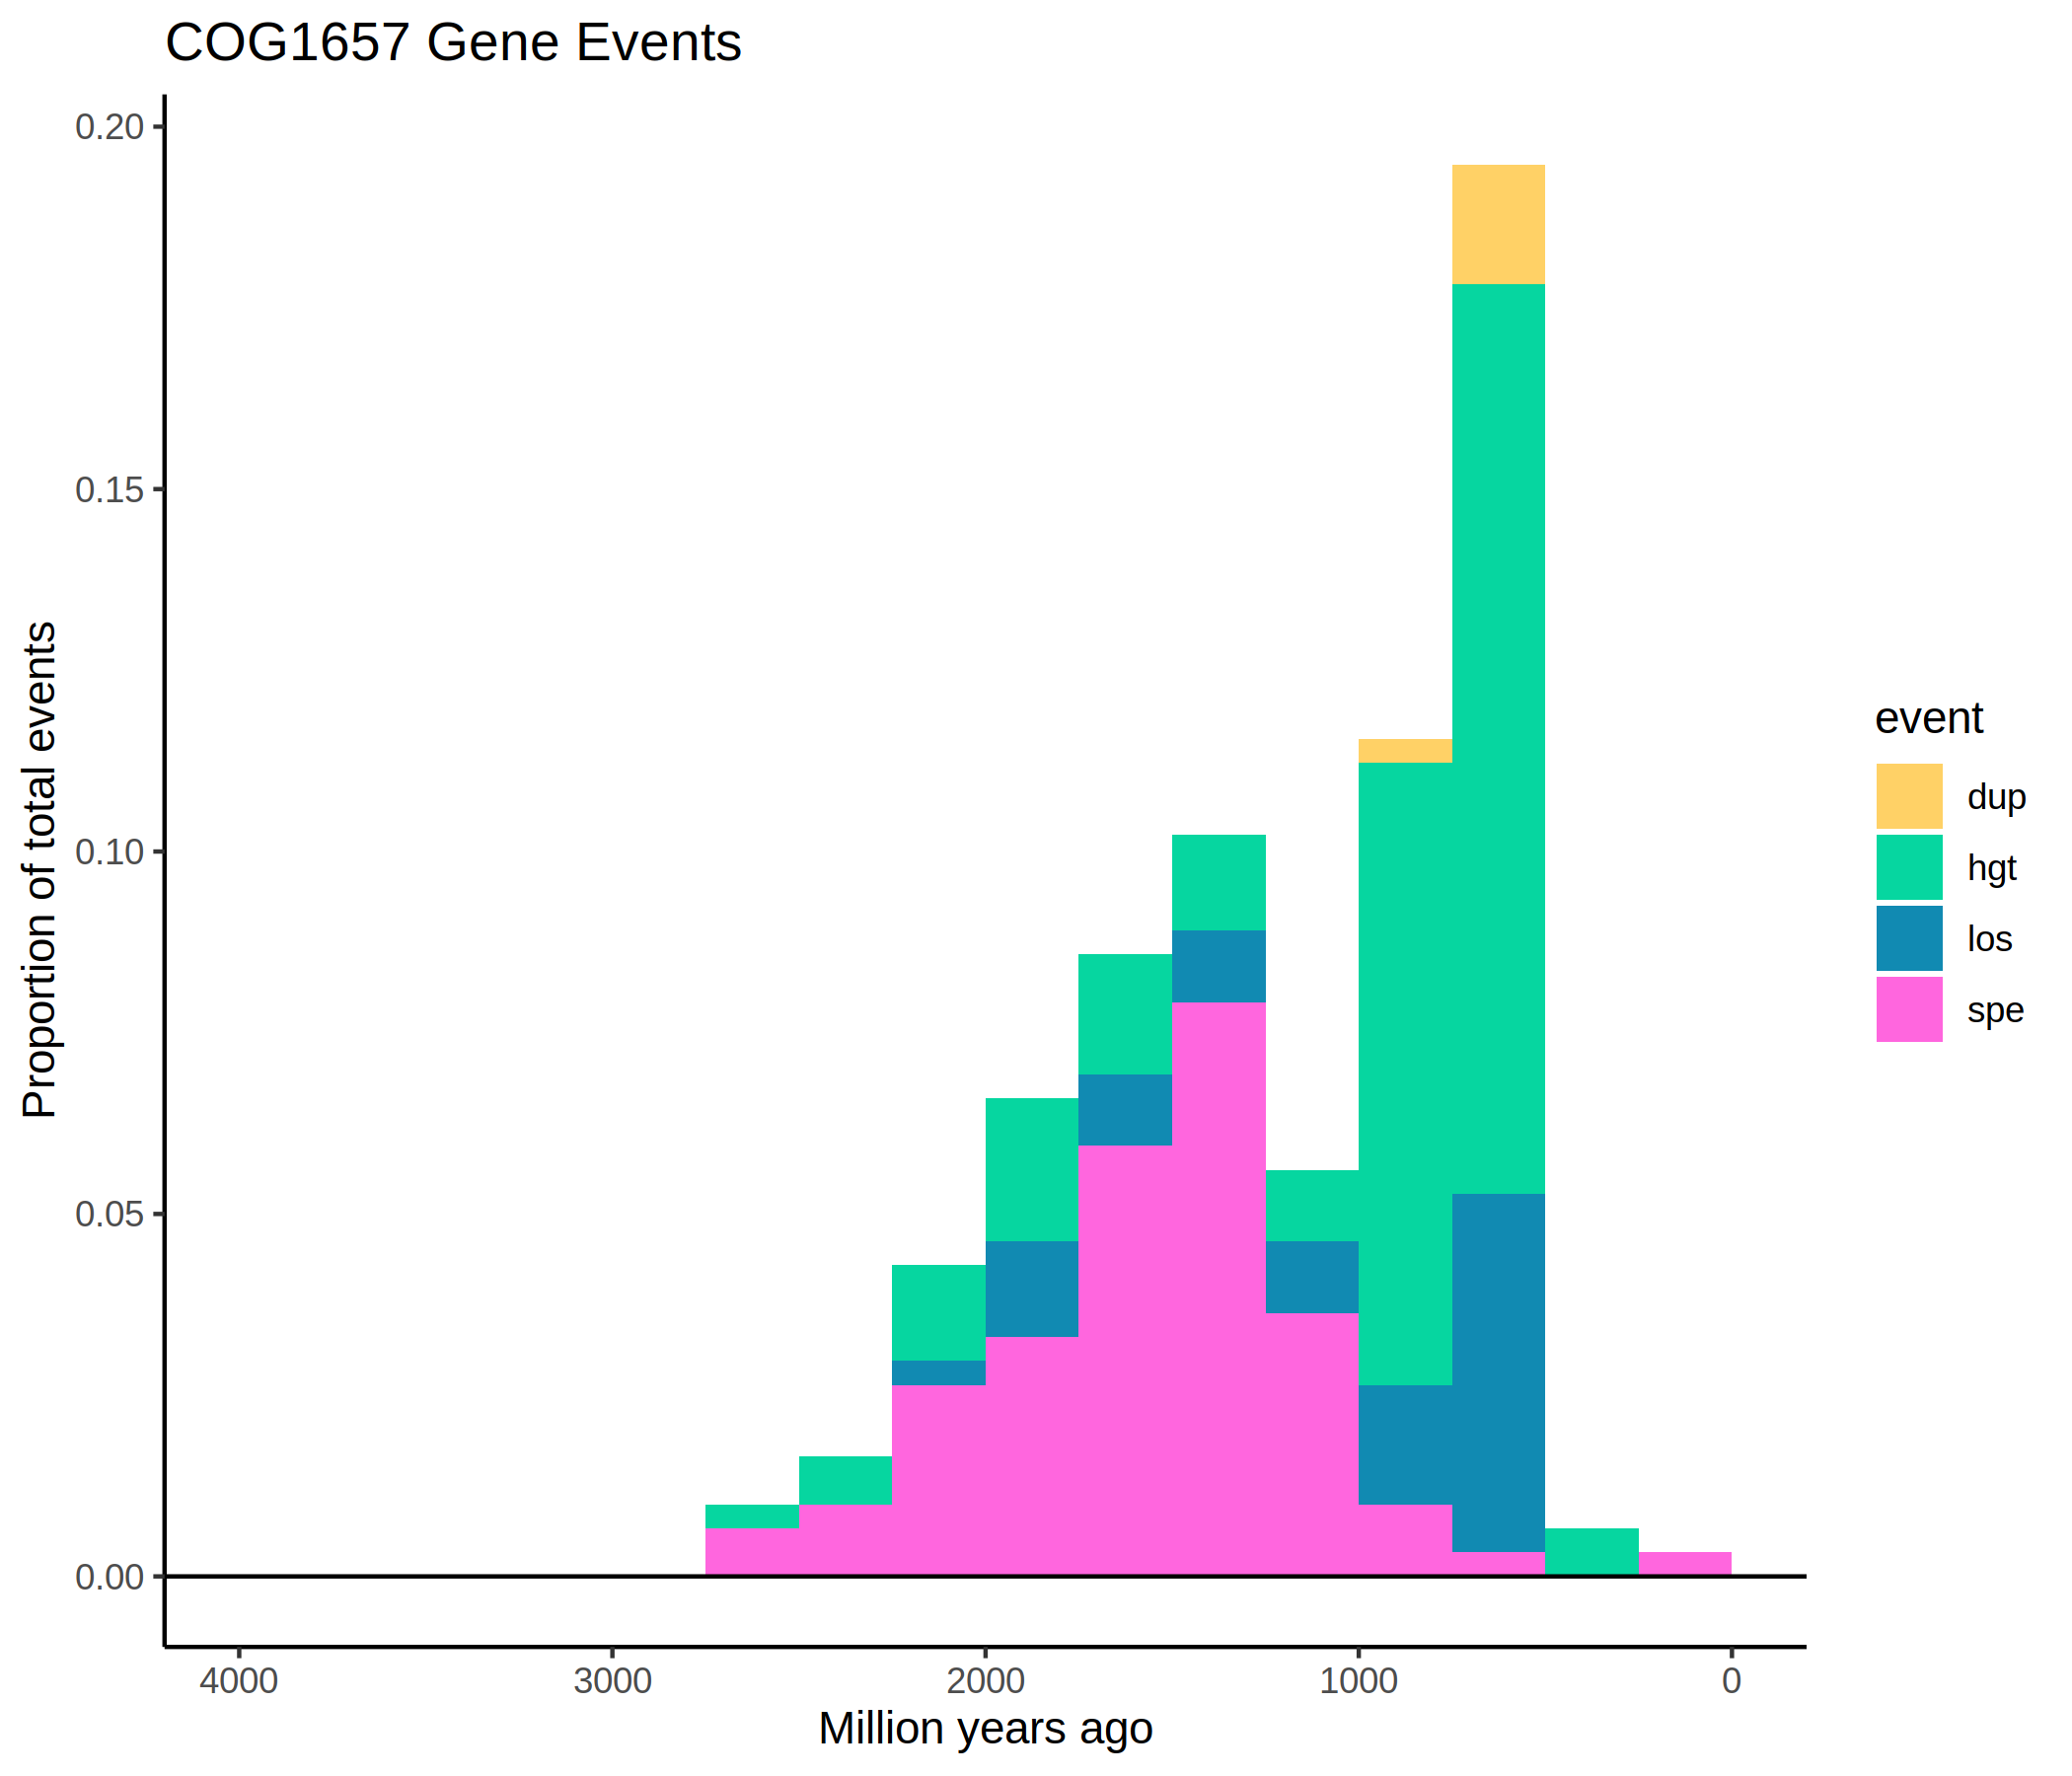 COG1657 Gene Events
0.20
0.15
0.10
0.05
0.00
Proportion of total events
4000 3000 2000 1000 0
Million years ago
event
dup
hgt
los
spe